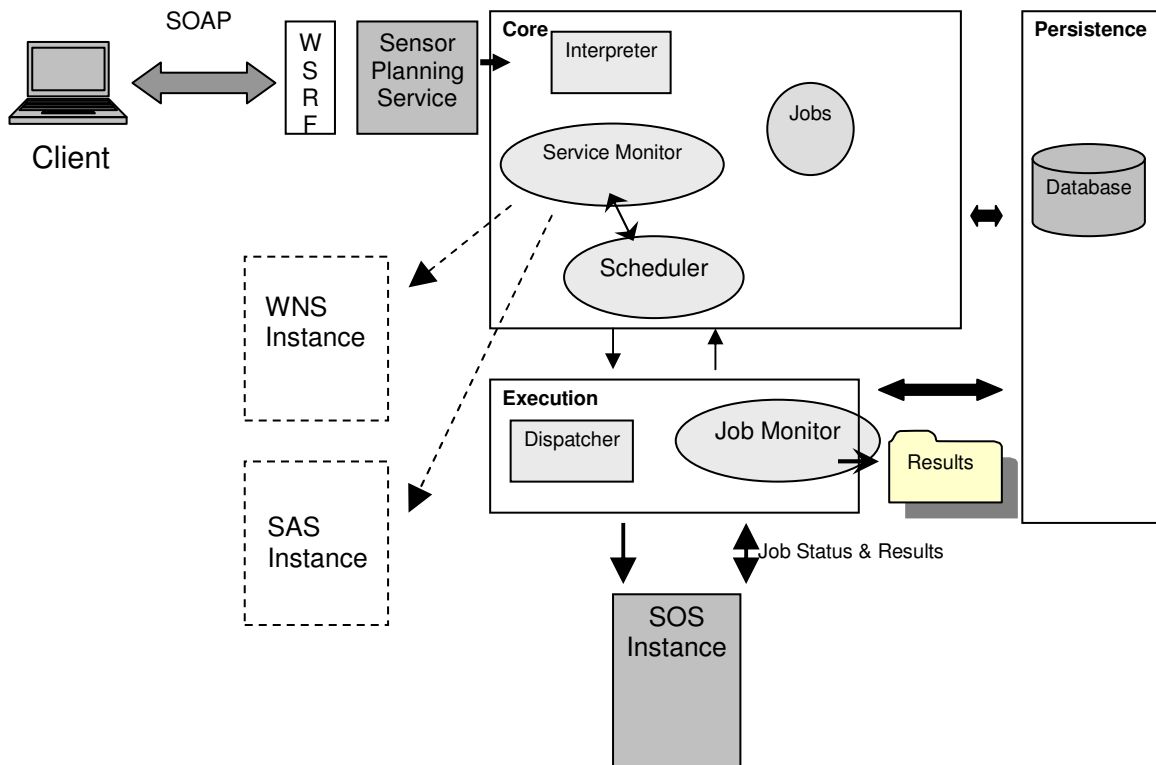 SOAP
W
S
R
F
Sensor
Planning
Service
Client
Core
Interpreter
Jobs
Service Monitor
Scheduler
Persistence
Database
WNS
Instance
SAS
Instance
Execution
Dispatcher
Job Monitor
Results
Job Status & Results
SOS
Instance